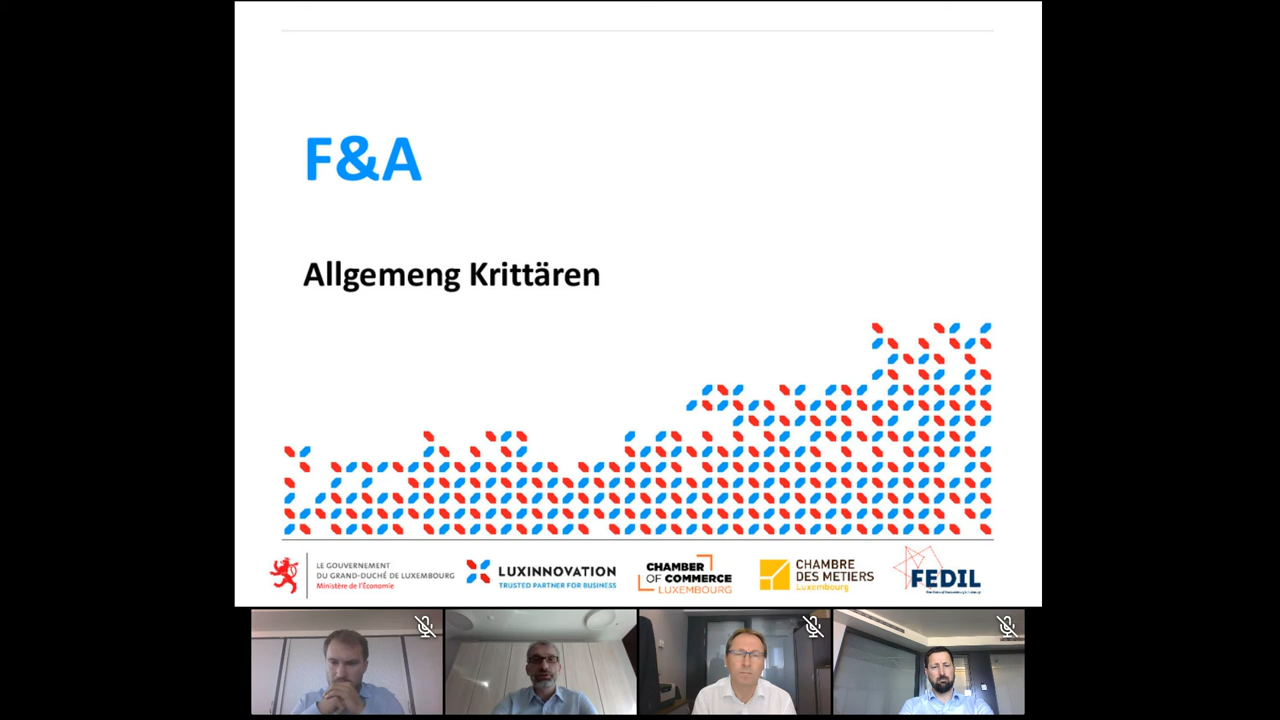 F&A
Allgemeng Krittären
LE GOUVERNEMENT
DU GRAND-DUCHÉ DE LUXEMBOURG
Ministère de l'Économie
LUXINNOVATION
TRUSTED PARTNER FOR BUSINESS
CHAMBER
OF COMMERCE
LUXEMBOURG
CHAMBRE
DES METIERS
Luxembourg
FEDIL